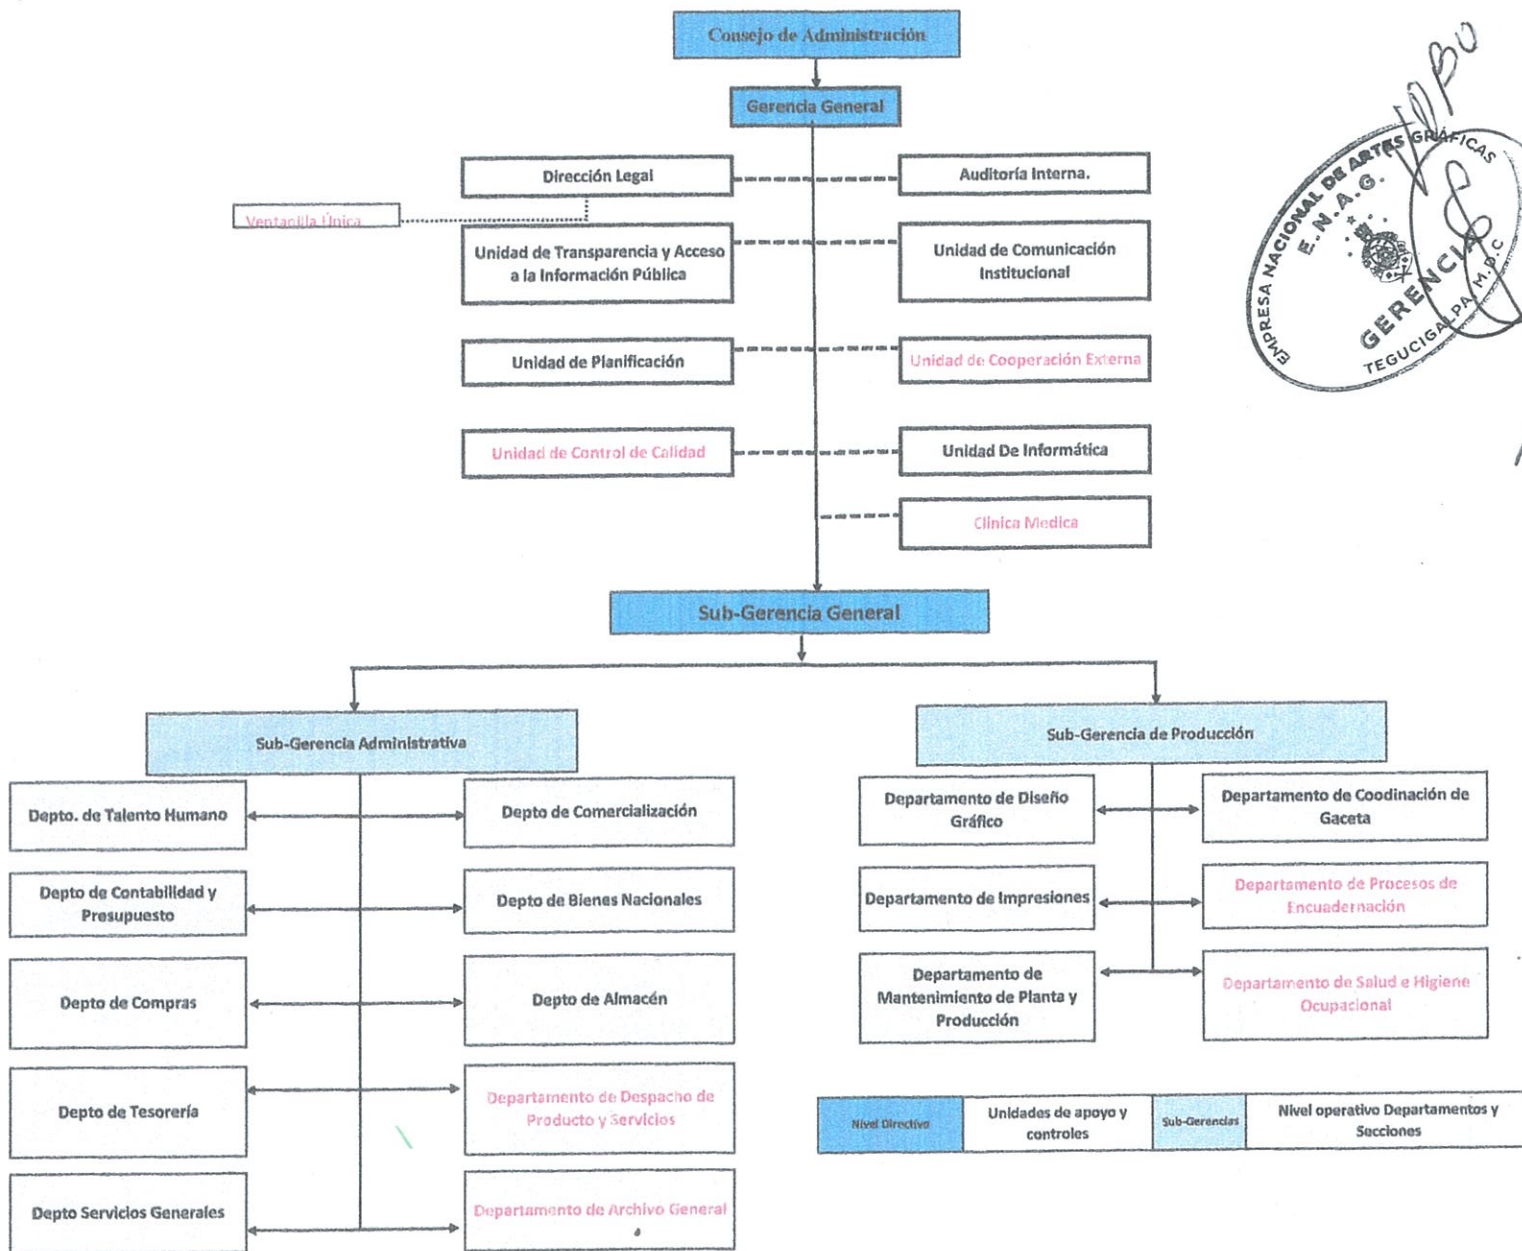 Consejo de Administración
Gerencia General
Dirección Legal
Auditoría Interna.
Ventanilla Única
Unidad de Transparencia y Acceso
a la Información Pública
Unidad de Comunicación
Institucional
Unidad de Planificación
Unidad de Cooperación Externa
Unidad de Control de Calidad
Unidad De Informática
Clinica Medica
Sub-Gerencia General
Sub-Gerencia Administrativa
Sub-Gerencia de Producción
Depto. de Talento Humano
Depto de Comercialización
Depto de Contabilidad y
Presupuesto
Depto de Bienes Nacionales
Depto de Compras
Depto de Almacén
Depto de Tesorería
Departamento de Despacho de
Producto y Servicios
Depto Servicios Generales
Departamento de Archivo General
Departamento de Diseño
Gráfico
Departamento de Coodinación de
Gaceta
Departamento de Impresiones
Departamento de Procesos de
Encuadernación
Departamento de
Mantenimiento de Planta y
Producción
Departamento de Salud e Higiene
Ocupacional
Nivel Directivo
Unidades de apoyo y
controles
Sub-Gerencias
Nivel operativo Departamentos y
Secciones
EMPRESA NACIONAL DE ARTES GRÁFICAS
E.N.A.G.
GERENCIA
TEGUCIGALPA, M.D.C